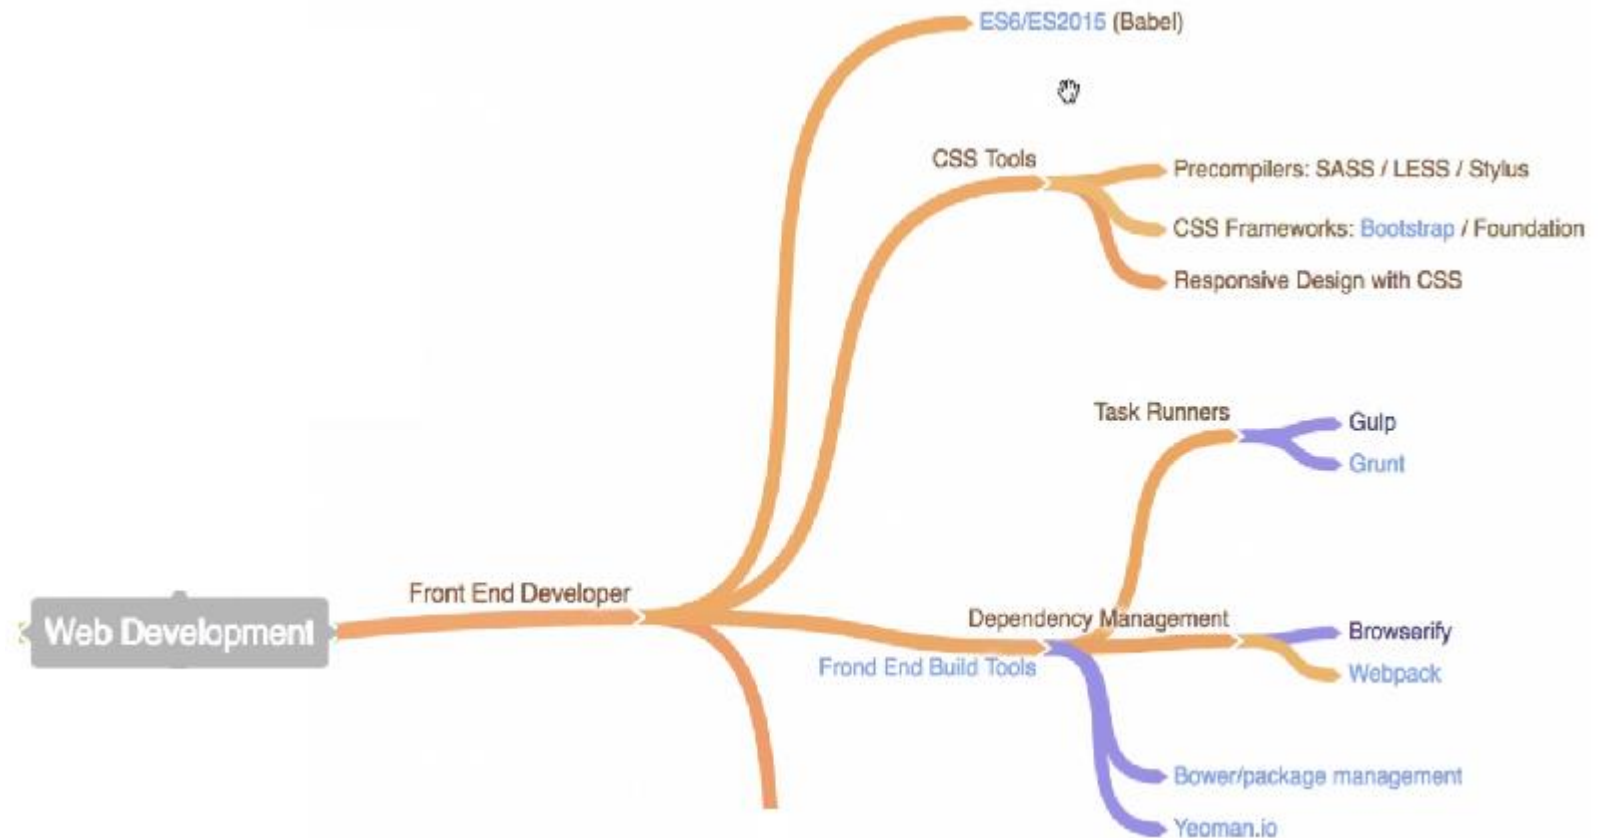 ES6/ES2015 (Babel)
CSS Tools
Precompilers: SASS / LESS / Stylus
CSS Frameworks: Bootstrap / Foundation
Responsive Design with CSS
Task Runners
Gulp
Grunt
Front End Developer
Web Development
Dependency Management
Browserify
Frond End Build Tools
Webpack
Bower/package management
Yeoman.io